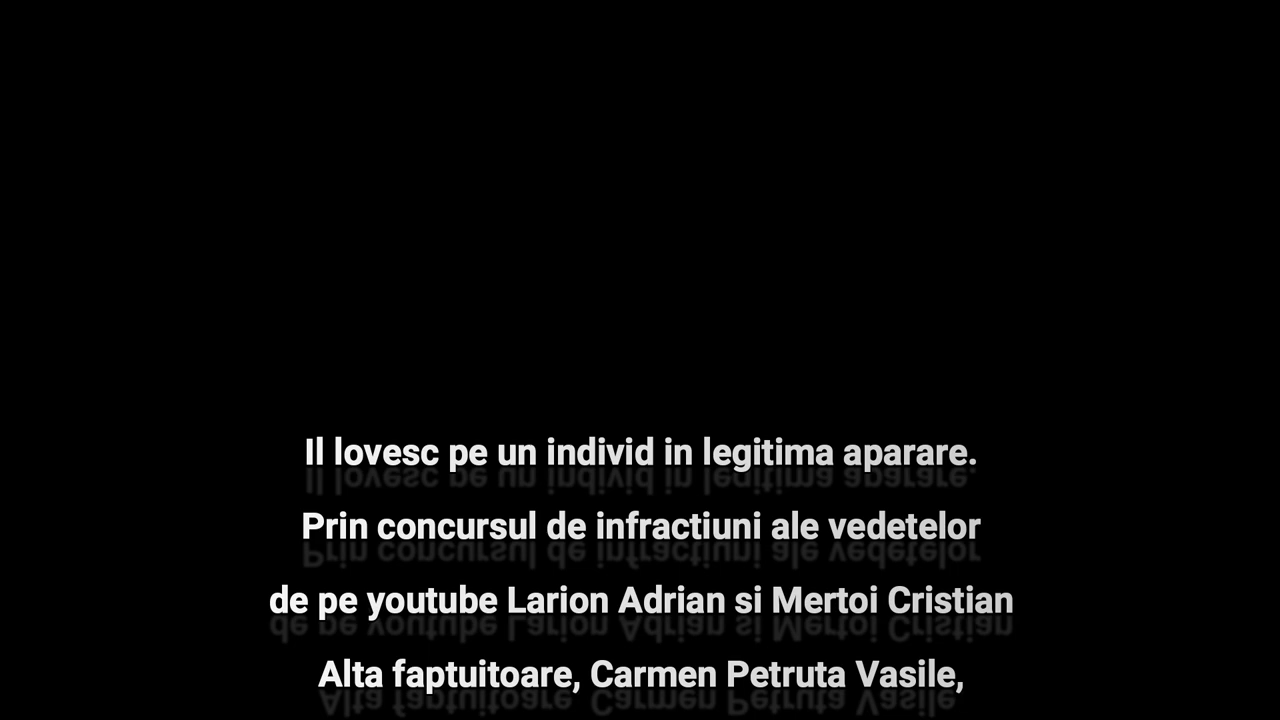 Il lovesc pe un individ in legitima aparare.
Prin concursul de infractiuni ale vedetelor
de pe youtube Larion Adrian si Mertoi Cristian
Alta faptuitoare, Carmen Petruta Vasile,